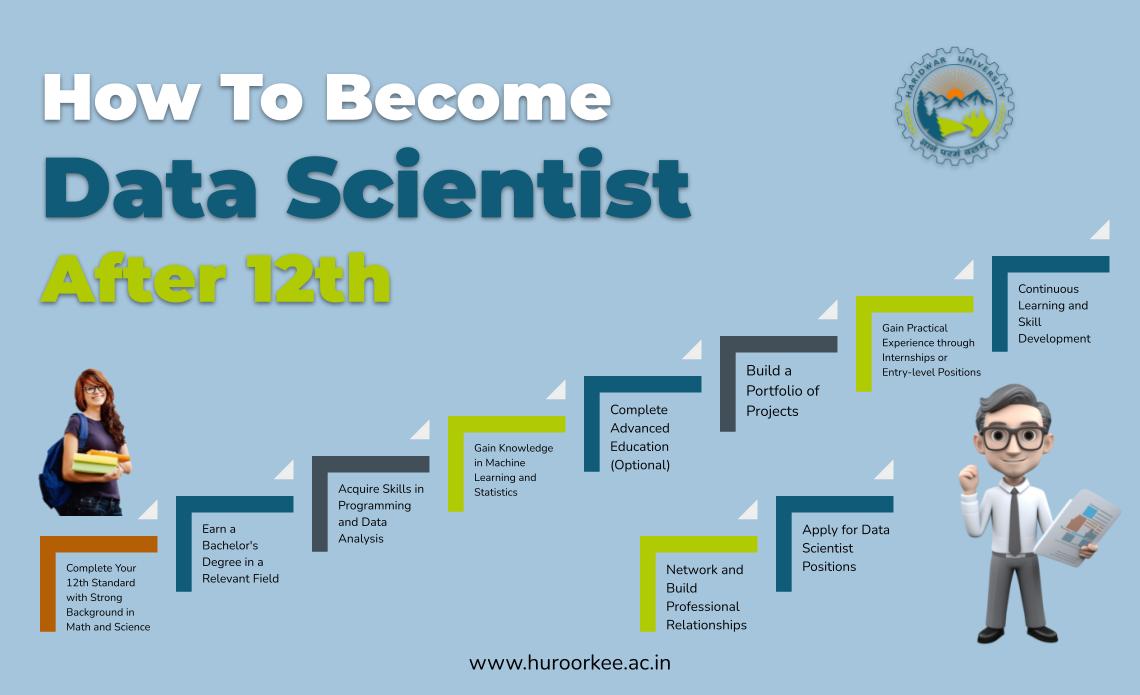 How To Become
Data Scientist
After 12th
HARIDWAR UNIVERSITY
ज्ञानं परमं बलम्
Complete Your
12th Standard
with Strong
Background in
Math and Science
Earn a
Bachelor's
Degree in a
Relevant Field
Acquire Skills in
Programming
and Data
Analysis
Gain Knowledge
in Machine
Learning and
Statistics
Complete
Advanced
Education
(Optional)
Build a
Portfolio of
Projects
Gain Practical
Experience through
Internships or
Entry-level Positions
Continuous
Learning and
Skill
Development
Network and
Build
Professional
Relationships
Apply for Data
Scientist
Positions
www.huroorkee.ac.in